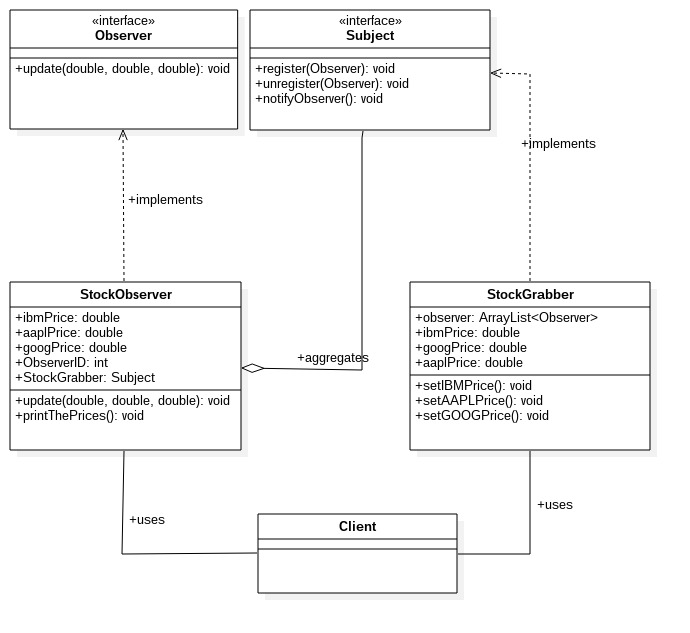 «interface»
Observer
+update(double, double, double): void
«interface»
Subject
+register(Observer): void
+unregister(Observer): void
+notifyObserver(): void
+implements
+implements
StockObserver
+ibmPrice: double
+aaplPrice: double
+googPrice: double
+ObserverID: int
+StockGrabber: Subject
+update(double, double, double): void
+printThePrices(): void
+aggregates
StockGrabber
+observer: ArrayList<Observer>
+ibmPrice: double
+googPrice: double
+aaplPrice: double
+setIBMPrice(): void
+setAAPLPrice(): void
+setGOOGPrice(): void
+uses
+uses
Client